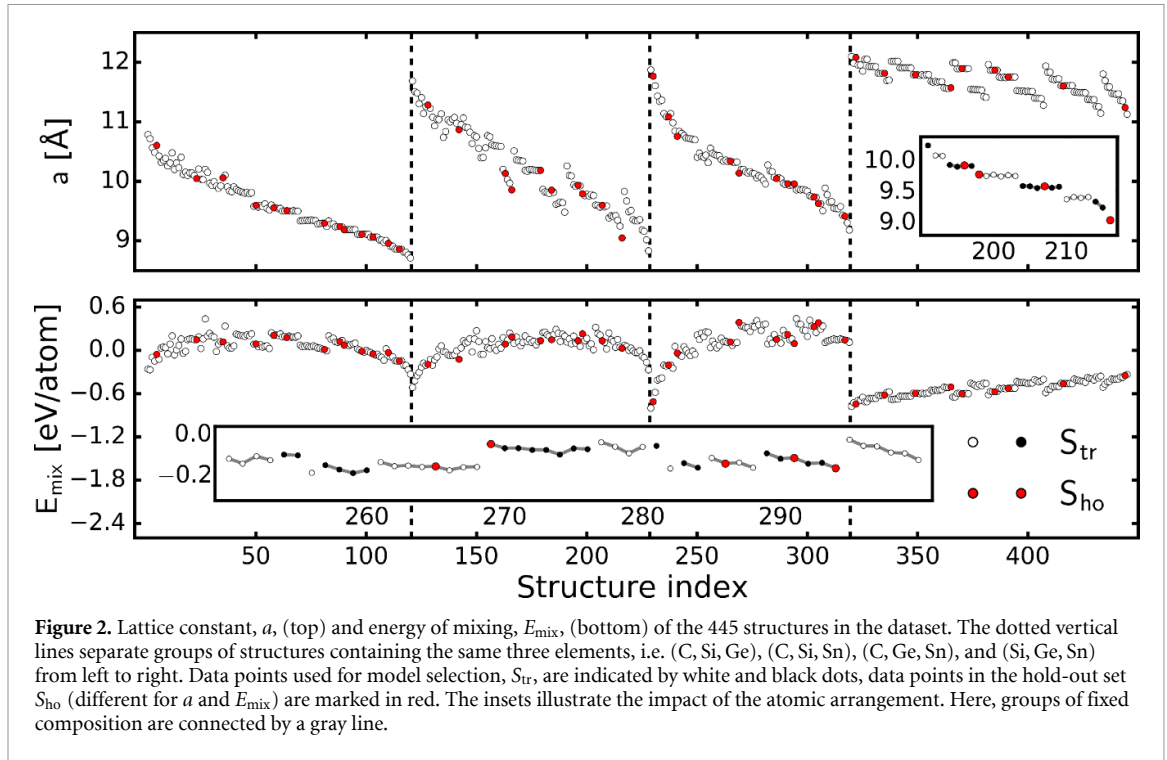 12
11
10
9
a [Å]
10.0
9.5
9.0
200 210
0.6
0.0
−0.6
−1.2
−1.8
−2.4
E_mix [eV/atom]
0.0
−0.2
260 270 280 290
S_tr
S_ho
50 100 150 200 250 300 350 400
Structure index
Figure 2. Lattice constant, a, (top) and energy of mixing, E_mix, (bottom) of the 445 structures in the dataset. The dotted vertical
lines separate groups of structures containing the same three elements, i.e. (C, Si, Ge), (C, Si, Sn), (C, Ge, Sn), and (Si, Ge, Sn)
from left to right. Data points used for model selection, S_tr, are indicated by white and black dots, data points in the hold-out set
S_ho (different for a and E_mix) are marked in red. The insets illustrate the impact of the atomic arrangement. Here, groups of fixed
composition are connected by a gray line.